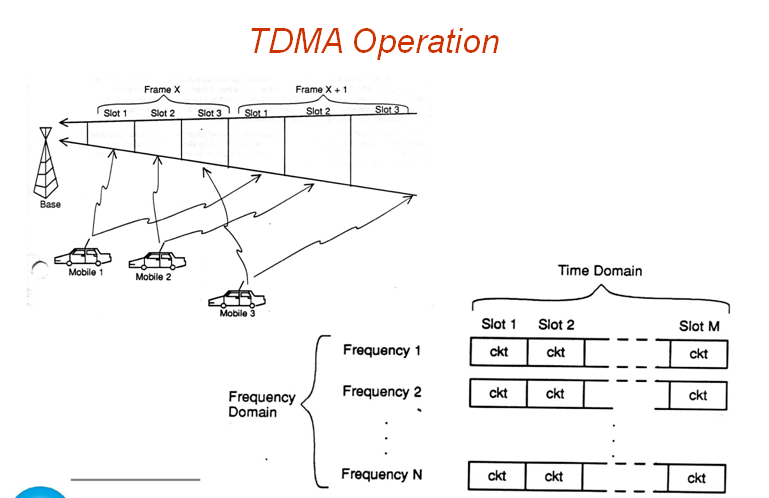 TDMA Operation
Frame X
Frame X + 1
Slot 1 Slot 2 Slot 3 Slot 1 Slot 2 Slot 3
Base
Mobile 1
Mobile 2
Mobile 3
Time Domain
Slot 1 Slot 2 Slot M
Frequency 1 ckt ckt ckt
Frequency 2 ckt ckt ckt
Frequency
Domain
Frequency N ckt ckt ckt